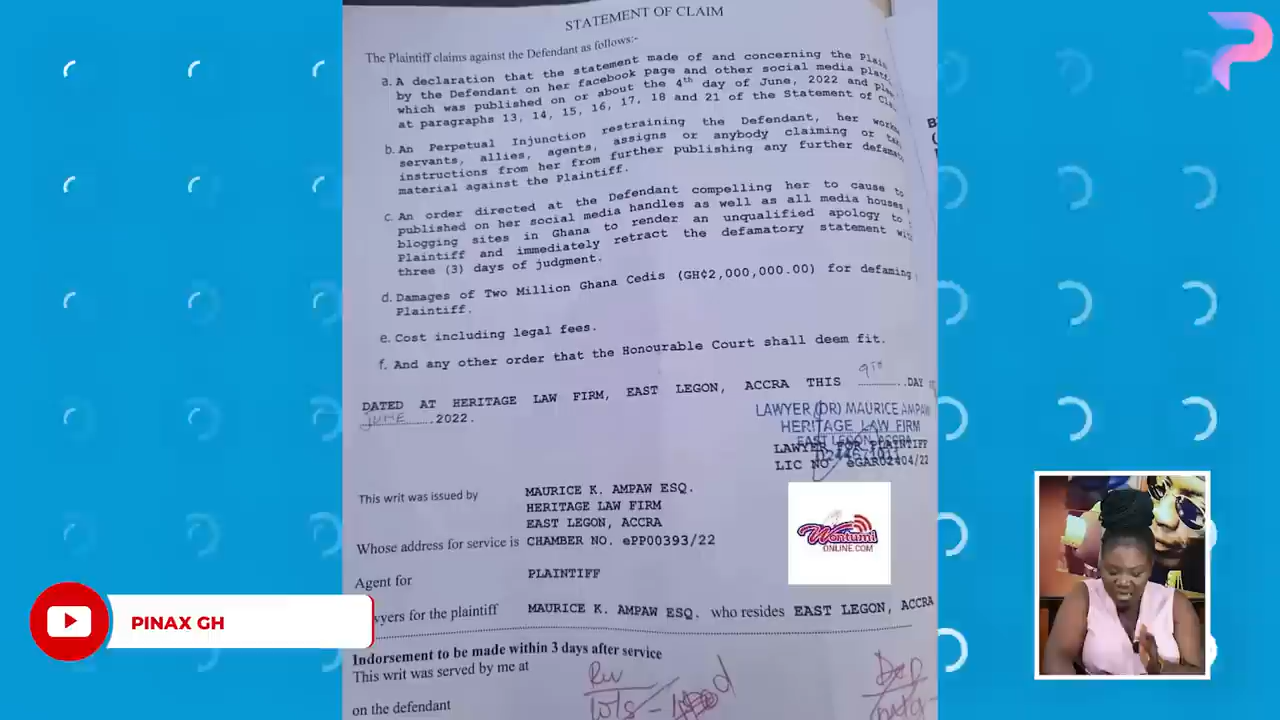 STATEMENT OF CLAIM
The Plaintiff claims against the Defendant as follows:-
a. A declaration that the statement made of and concerning the
by the Defendant on her facebook page and other social media
which was published on or about the 4th day of June, 2022 and
at paragraphs 13, 14, 15, 16, 17, 18 and 21 of the Statement of
b. An Perpetual Injunction restraining the Defendant, her
servants, allies, agents, assigns or anybody claiming or
instructions from her from further publishing any further
material against the Plaintiff.
c. An order directed at the Defendant compelling her to cause to
published on her social media handles as well as all media houses
blogging sites in Ghana to render an unqualified apology to
Plaintiff and immediately retract the defamatory statement
three (3) days of judgment.
d. Damages of Two Million Ghana Cedis (GH¢2,000,000.00) for defaming
Plaintiff.
e. Cost including legal fees.
f. And any other order that the Honourable Court shall deem fit.
DATED AT HERITAGE LAW FIRM, EAST LEGON, ACCRA THIS 9TH DAY
JUNE 2022.
LAWYER (DR) MAURICE AMPAW
HERITAGE LAW FIRM
EAST LEGON, ACCRA
LAWYER FOR PLAINTIFF
LIC NO. eGAR02404/22
This writ was issued by MAURICE K. AMPAW ESQ.
HERITAGE LAW FIRM
EAST LEGON, ACCRA
Whose address for service is CHAMBER NO. ePP00393/22
Agent for PLAINTIFF
wyers for the plaintiff MAURICE K. AMPAW ESQ. who resides EAST LEGON, ACCRA
Indorsement to be made within 3 days after service
This writ was served by me at
on the defendant
Wontumi
ONLINE.COM
PINAX GH